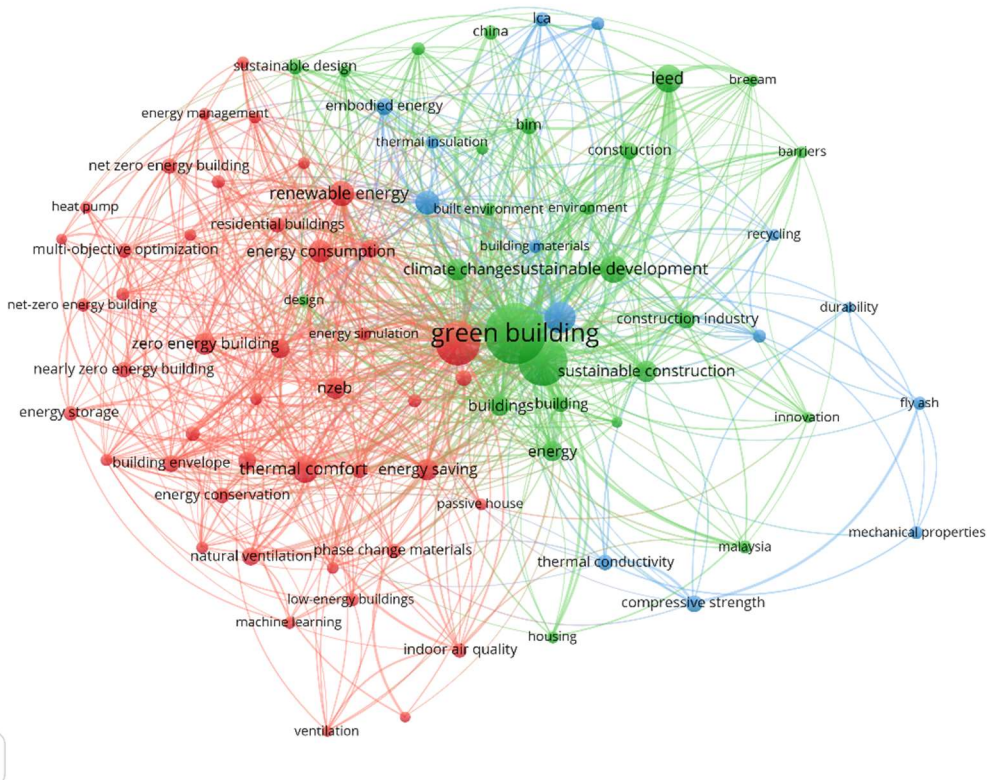 lca
china
sustainable design
leed
breeam
embodied energy
energy management
bim
thermal insulation
construction
barriers
net zero energy building
renewable energy
heat pump
built environment
environment
residential buildings
recycling
multi-objective optimization
energy consumption
building materials
climate change
sustainable development
design
net-zero energy building
durability
construction industry
energy simulation
green building
zero energy building
nearly zero energy building
sustainable construction
nzeb
fly ash
buildings
building
energy storage
innovation
energy
building envelope
thermal comfort
energy saving
energy conservation
passive house
mechanical properties
malaysia
natural ventilation
phase change materials
thermal conductivity
low-energy buildings
compressive strength
machine learning
housing
indoor air quality
ventilation